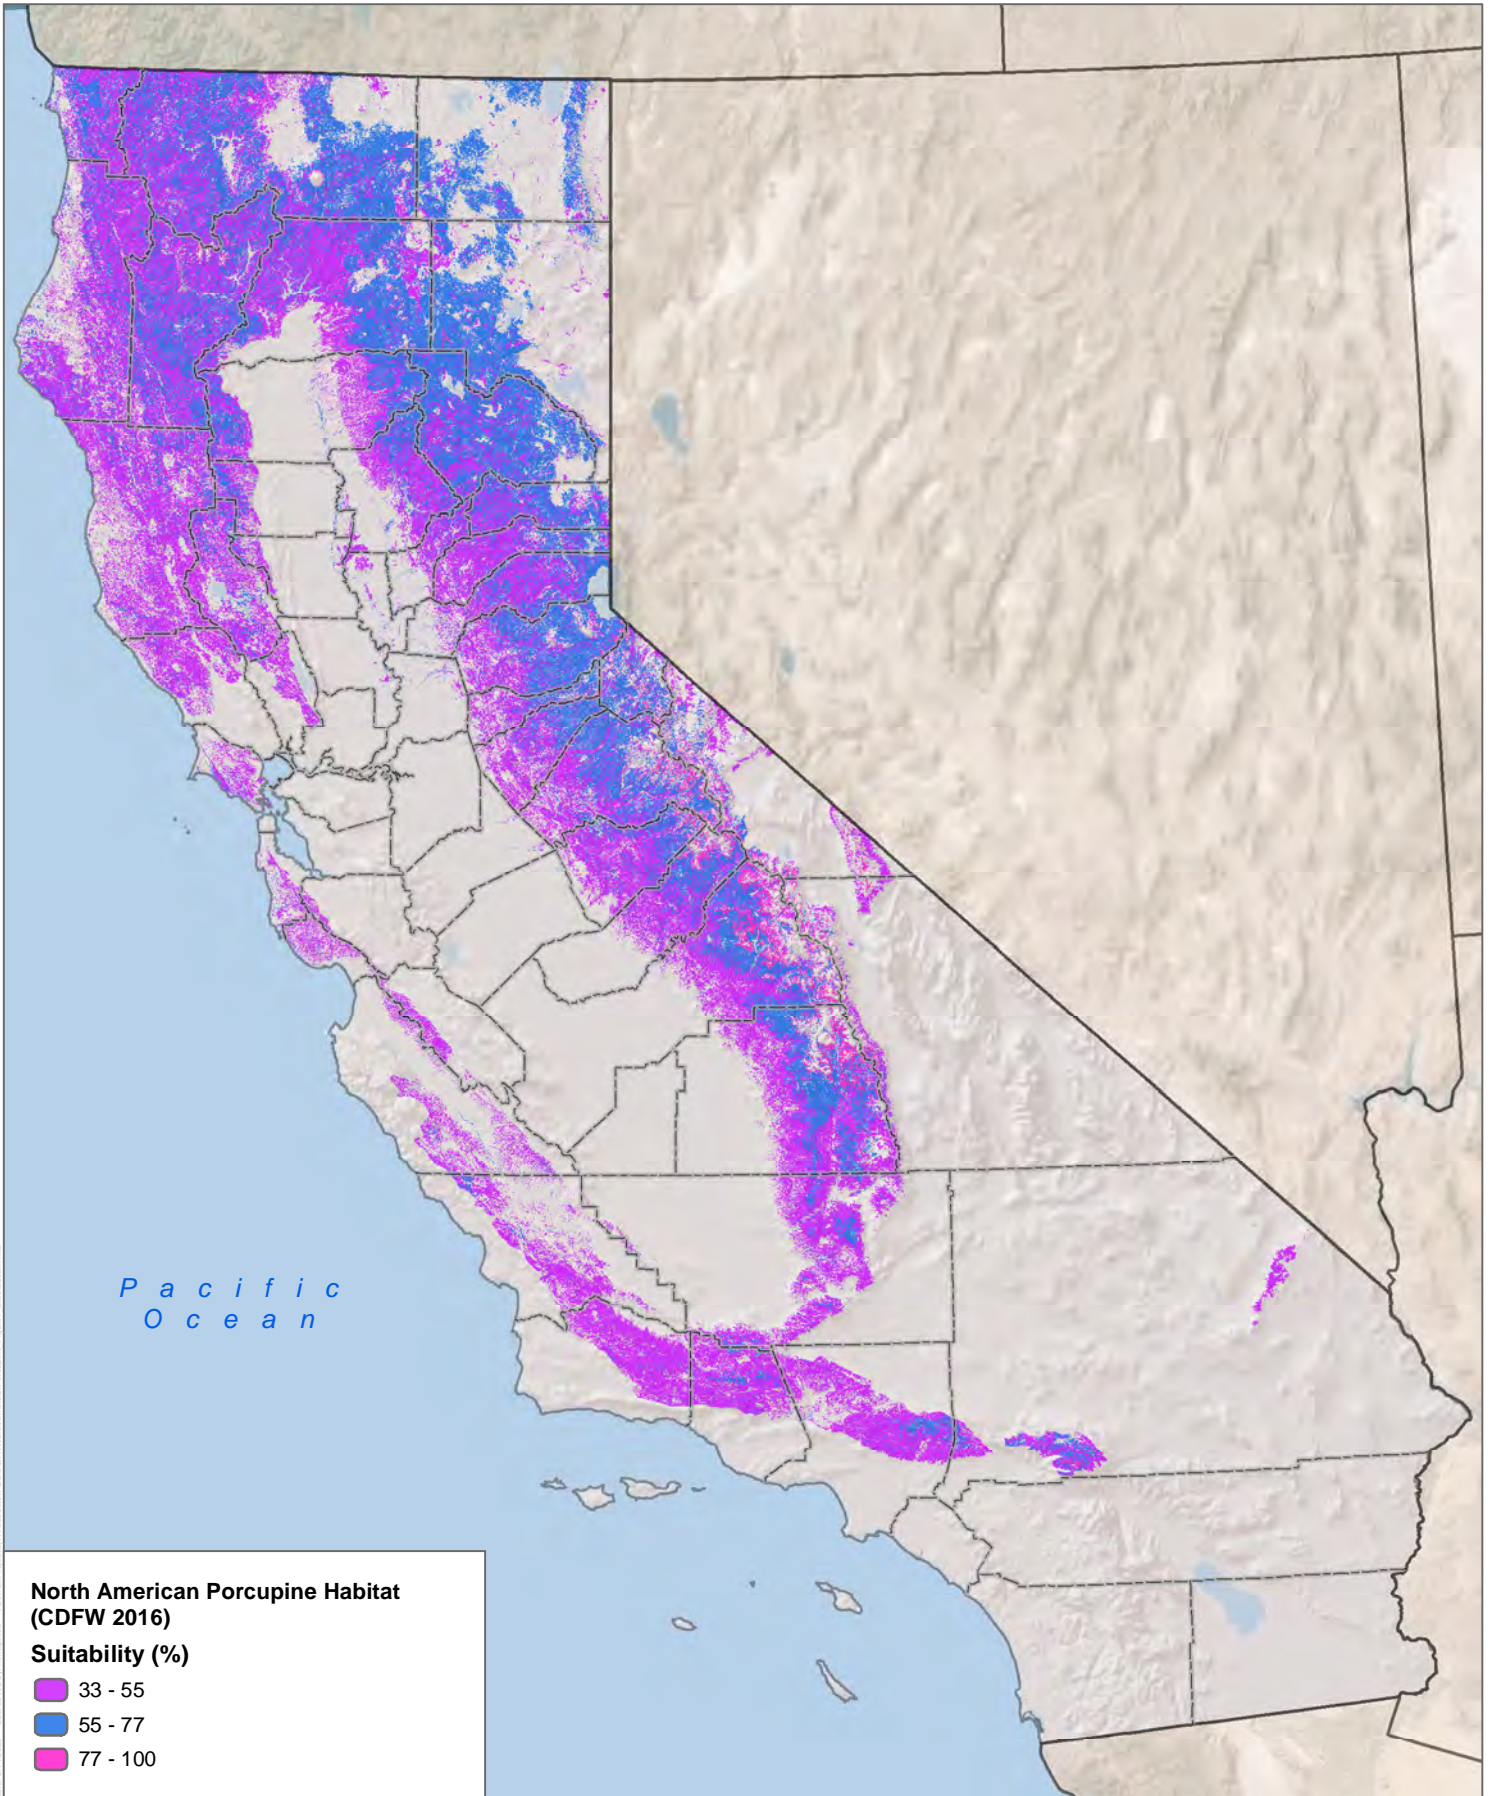 P a c i f i c
O c e a n
North American Porcupine Habitat
(CDFW 2016)
Suitability (%)
33 - 55
55 - 77
77 - 100